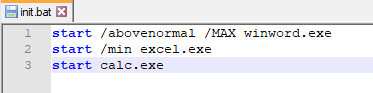 init.bat
1 start /abovenormal /MAX winword.exe
2 start /min excel.exe
3 start calc.exe